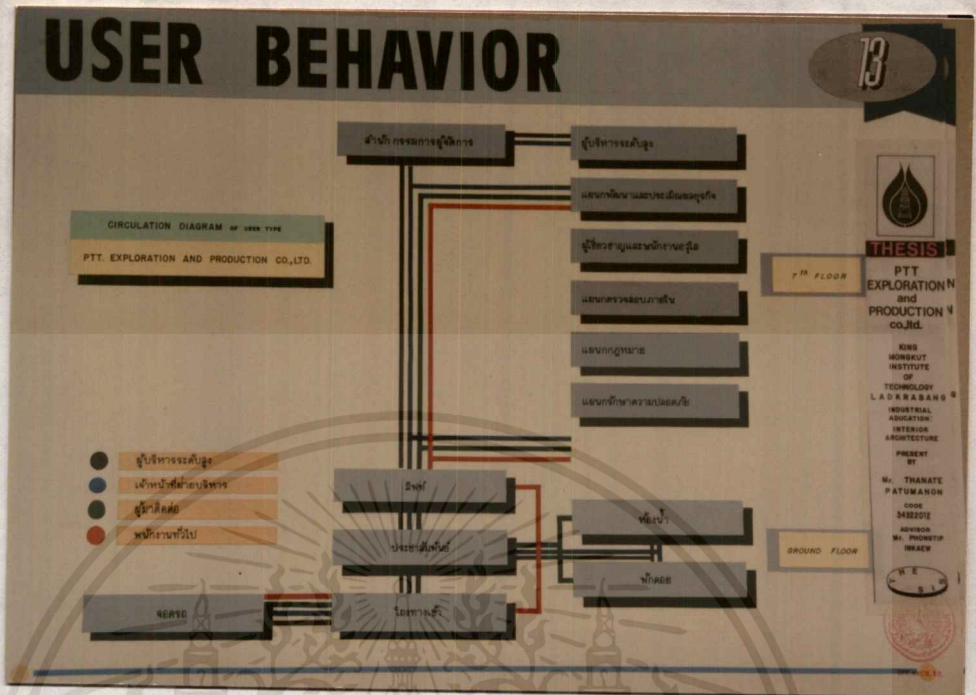 USER BEHAVIOR
13
สำนัก กรรมการผู้จัดการ
ผู้บริหารระดับสูง
แผนกพัฒนาและประเมินผลธุรกิจ
ผู้เชี่ยวชาญและพนักงานอาวุโส
แผนกตรวจสอบภายใน
แผนกกฎหมาย
แผนกรักษาความปลอดภัย
CIRCULATION DIAGRAM OF USER TYPE
PTT. EXPLORATION AND PRODUCTION CO.,LTD.
7TH FLOOR
ผู้บริหารระดับสูง
เจ้าหน้าที่ฝ่ายบริหาร
ผู้มาติดต่อ
พนักงานทั่วไป
ลิฟท์
ประชาสัมพันธ์
โถงทางเข้า
จอดรถ
ห้องน้ำ
พักคอย
GROUND FLOOR
THESIS
PTT
EXPLORATION
and
PRODUCTION
co,ltd.
KING
MONGKUT
INSTITUTE
OF
TECHNOLOGY
LADKRABANG
INDUSTRIAL
ADUCATION:
INTERIOR
ARCHITECTURE
PRESENT
BY
Mr. THANATE
PATUMANON
CODE
ADVISOR
Mr. PHONGTIP
INKAEW
THESIS